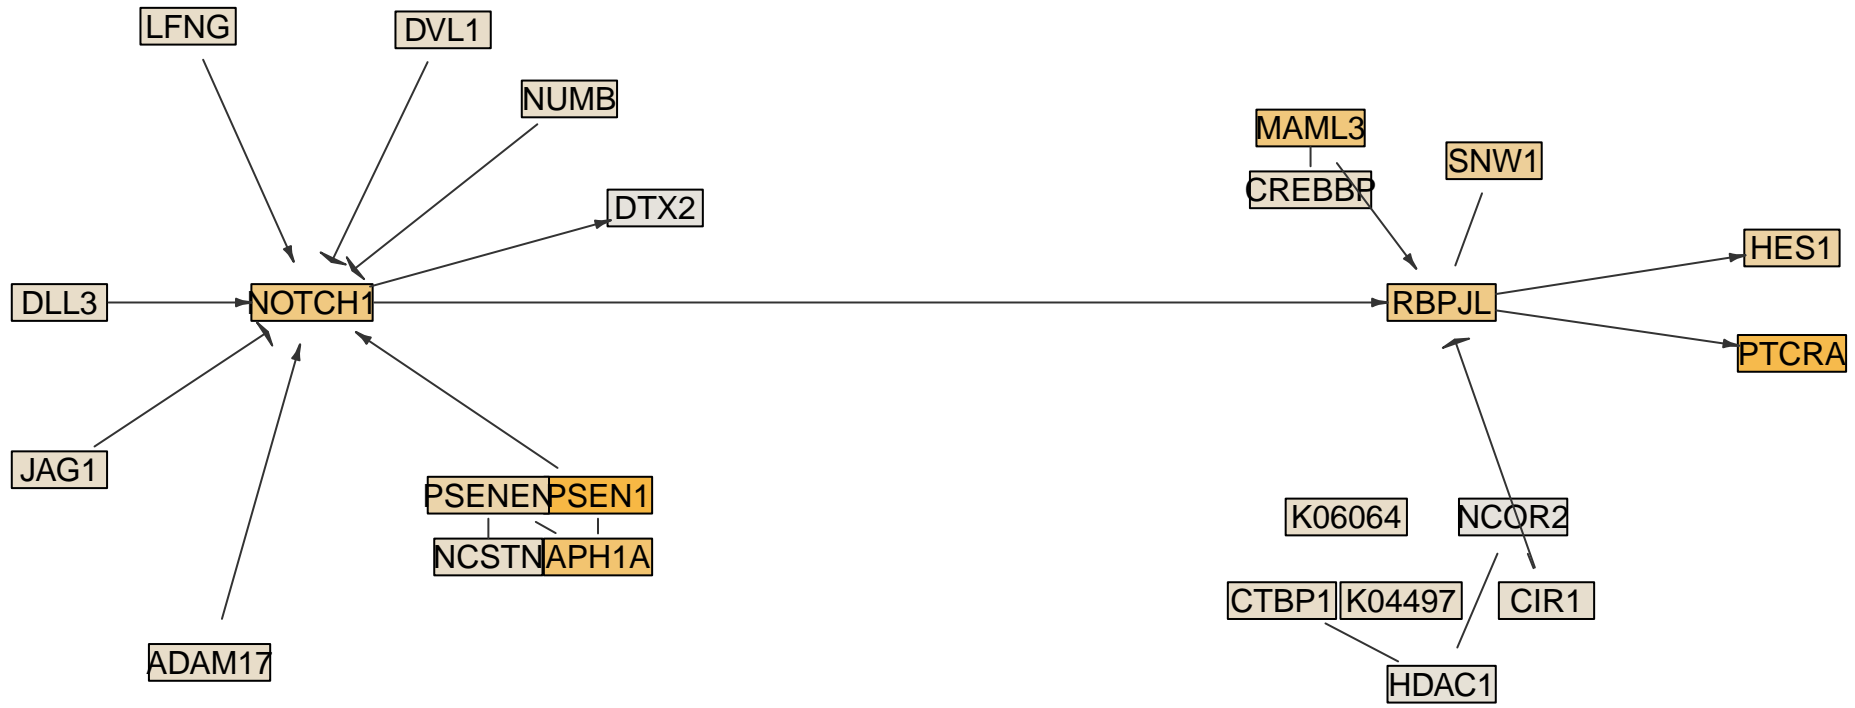 LFNG
DVL1
NUMB
MAML3
SNW1
CREBBP
DTX2
HES1
DLL3
NOTCH1
RBPJL
PTCRA
JAG1
PSENEN
PSEN1
K06064
NCOR2
NCSTN
APH1A
CTBP1
K04497
CIR1
ADAM17
HDAC1